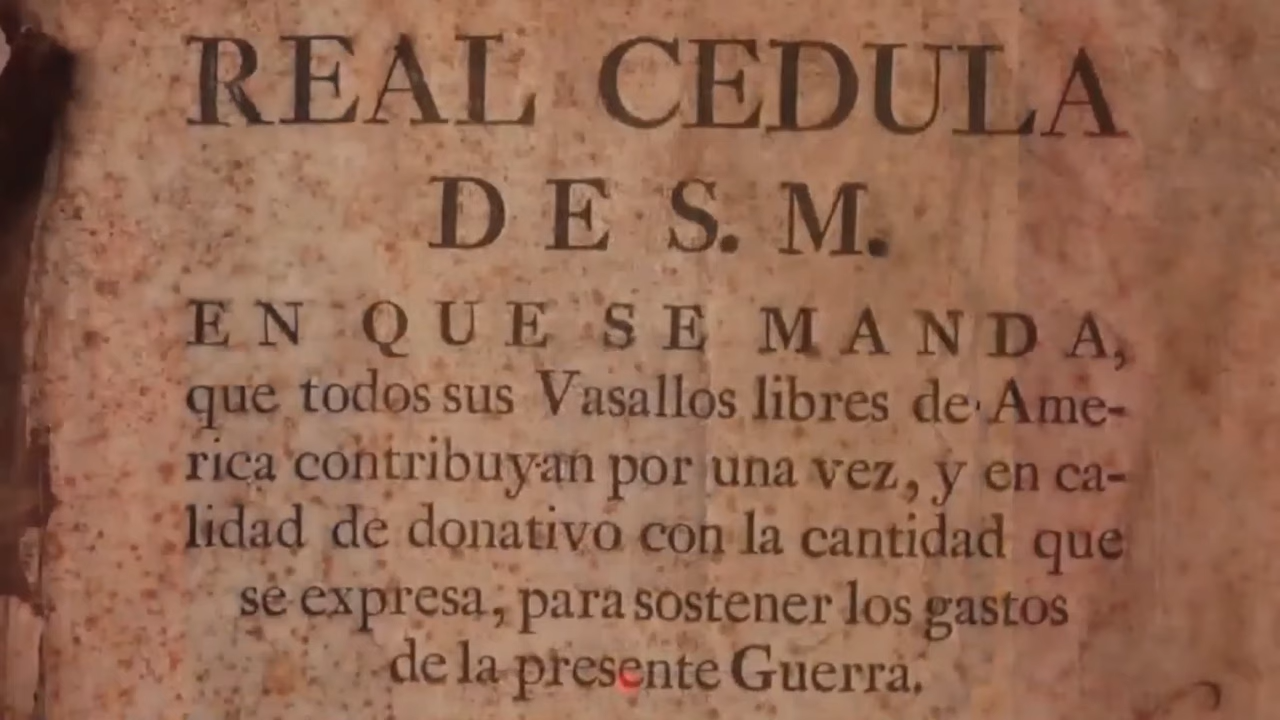 REAL CEDULA
DE S. M.
EN QUE SE MANDA,
que todos sus Vasallos libres de Ame-
rica contribuyan por una vez, y en ca-
lidad de donativo con la cantidad que
se expresa, para sostener los gastos
de la presente Guerra.